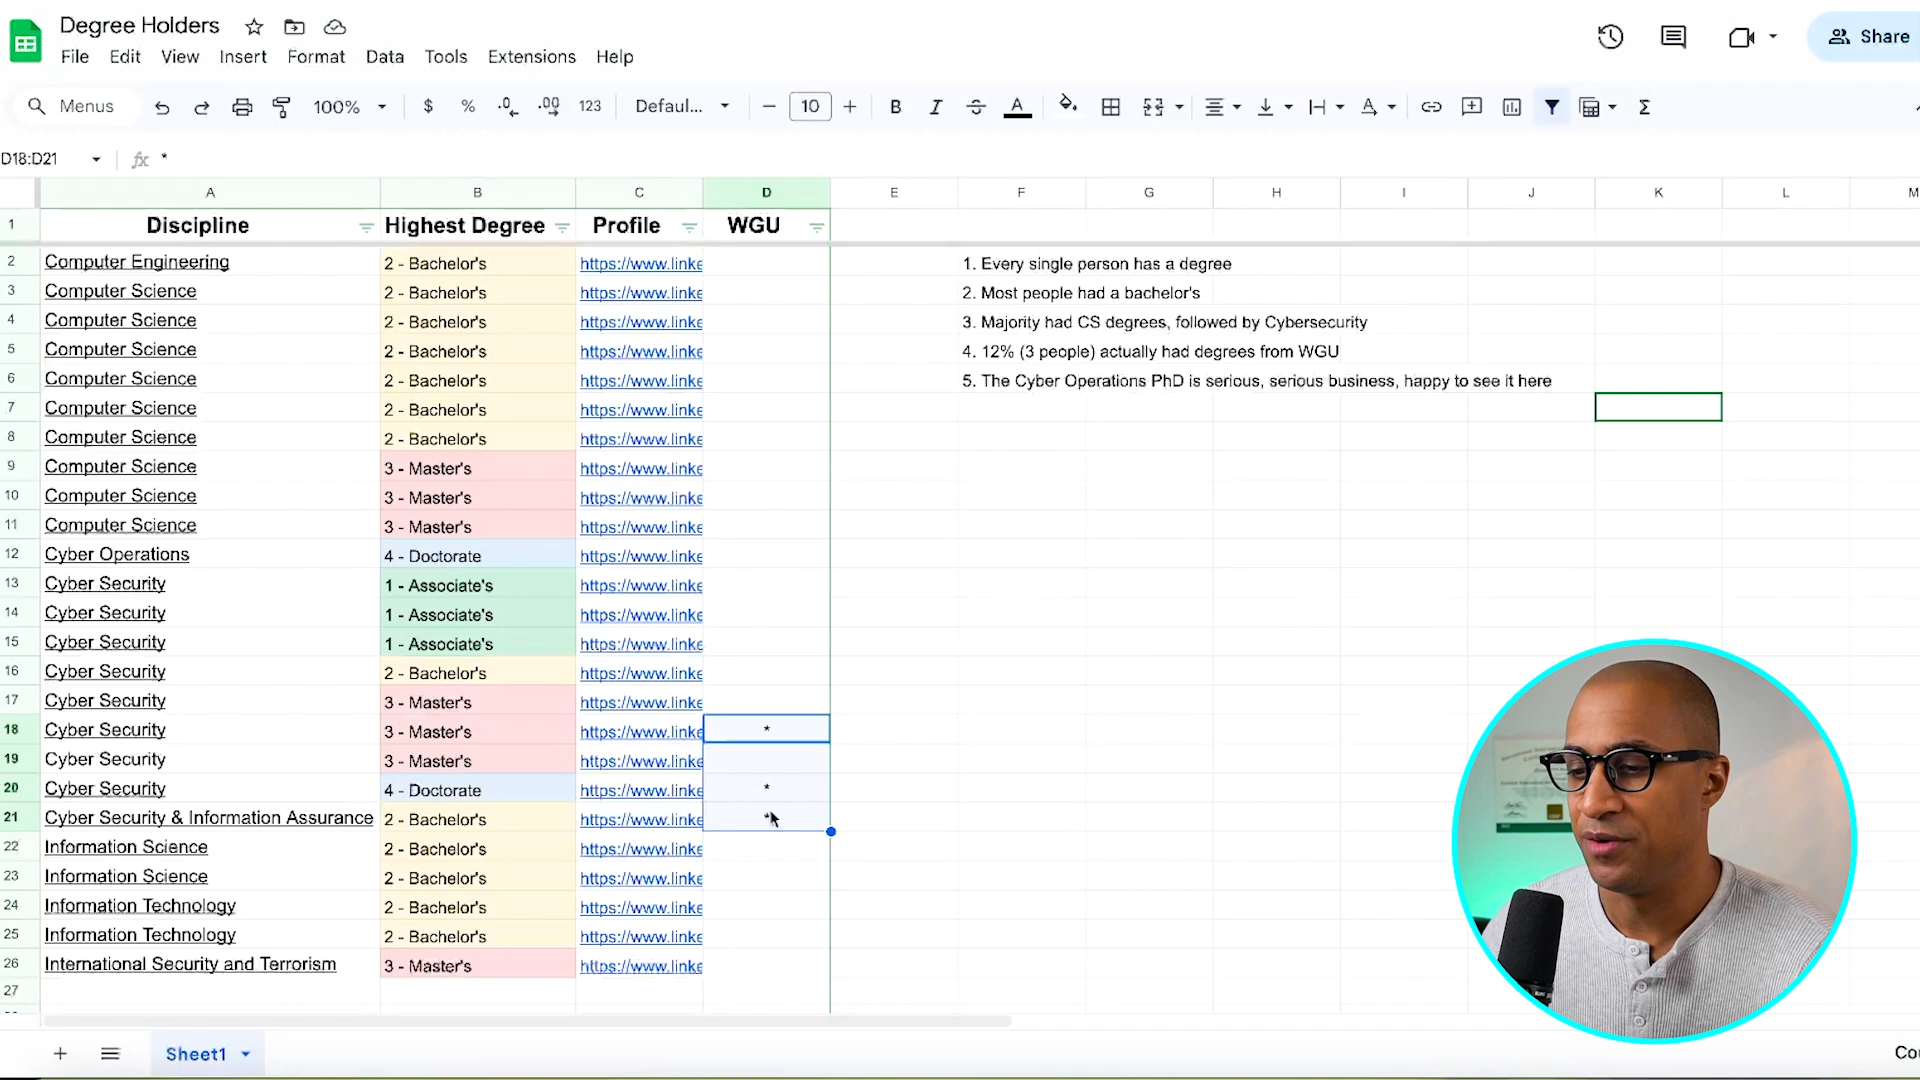 Degree Holders
File Edit View Insert Format Data Tools Extensions Help
Share
Menus 100% $ % .0 .00 123 Defaul... 10 B I A Σ
D18:D21 fx *
A B C D E F G H I J K L M
1 Discipline Highest Degree Profile WGU
2 Computer Engineering 2 - Bachelor's https://www.linke 1. Every single person has a degree
3 Computer Science 2 - Bachelor's https://www.linke 2. Most people had a bachelor's
4 Computer Science 2 - Bachelor's https://www.linke 3. Majority had CS degrees, followed by Cybersecurity
5 Computer Science 2 - Bachelor's https://www.linke 4. 12% (3 people) actually had degrees from WGU
6 Computer Science 2 - Bachelor's https://www.linke 5. The Cyber Operations PhD is serious, serious business, happy to see it here
7 Computer Science 2 - Bachelor's https://www.linke
8 Computer Science 2 - Bachelor's https://www.linke
9 Computer Science 3 - Master's https://www.linke
10 Computer Science 3 - Master's https://www.linke
11 Computer Science 3 - Master's https://www.linke
12 Cyber Operations 4 - Doctorate https://www.linke
13 Cyber Security 1 - Associate's https://www.linke
14 Cyber Security 1 - Associate's https://www.linke
15 Cyber Security 1 - Associate's https://www.linke
16 Cyber Security 2 - Bachelor's https://www.linke
17 Cyber Security 3 - Master's https://www.linke
18 Cyber Security 3 - Master's https://www.linke *
19 Cyber Security 3 - Master's https://www.linke
20 Cyber Security 4 - Doctorate https://www.linke *
21 Cyber Security & Information Assurance 2 - Bachelor's https://www.linke *
22 Information Science 2 - Bachelor's https://www.linke
23 Information Science 2 - Bachelor's https://www.linke
24 Information Technology 2 - Bachelor's https://www.linke
25 Information Technology 2 - Bachelor's https://www.linke
26 International Security and Terrorism 3 - Master's https://www.linke
27
Sheet1
Cou